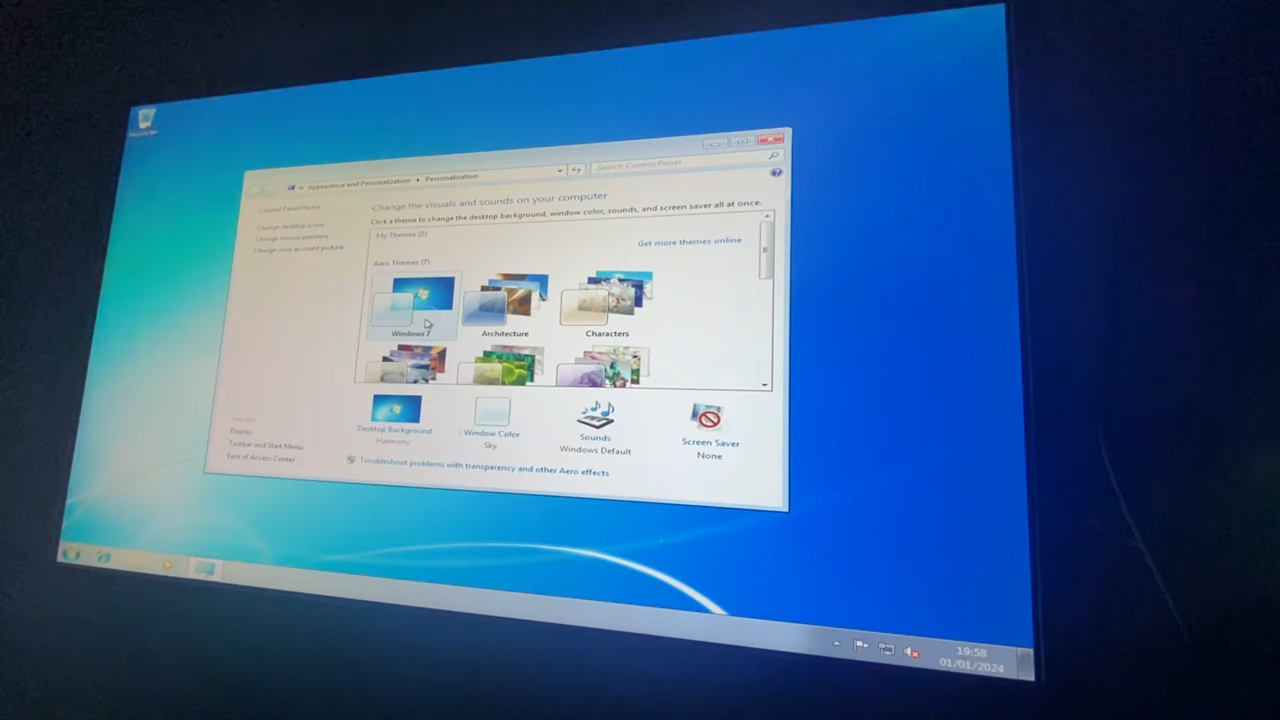 Recycle Bin
Appearance and Personalization ▸ Personalization
Search Control Panel
Control Panel Home
Change desktop icons
Change mouse pointers
Change your account picture
Change the visuals and sounds on your computer
Click a theme to change the desktop background, window color, sounds, and screen saver all at once.
My Themes (0)
Get more themes online
Aero Themes (7)
Windows 7
Architecture
Characters
Desktop Background
Harmony
Window Color
Sky
Sounds
Windows Default
Screen Saver
None
See also
Display
Taskbar and Start Menu
Ease of Access Center
Troubleshoot problems with transparency and other Aero effects
19:58
01/01/2024